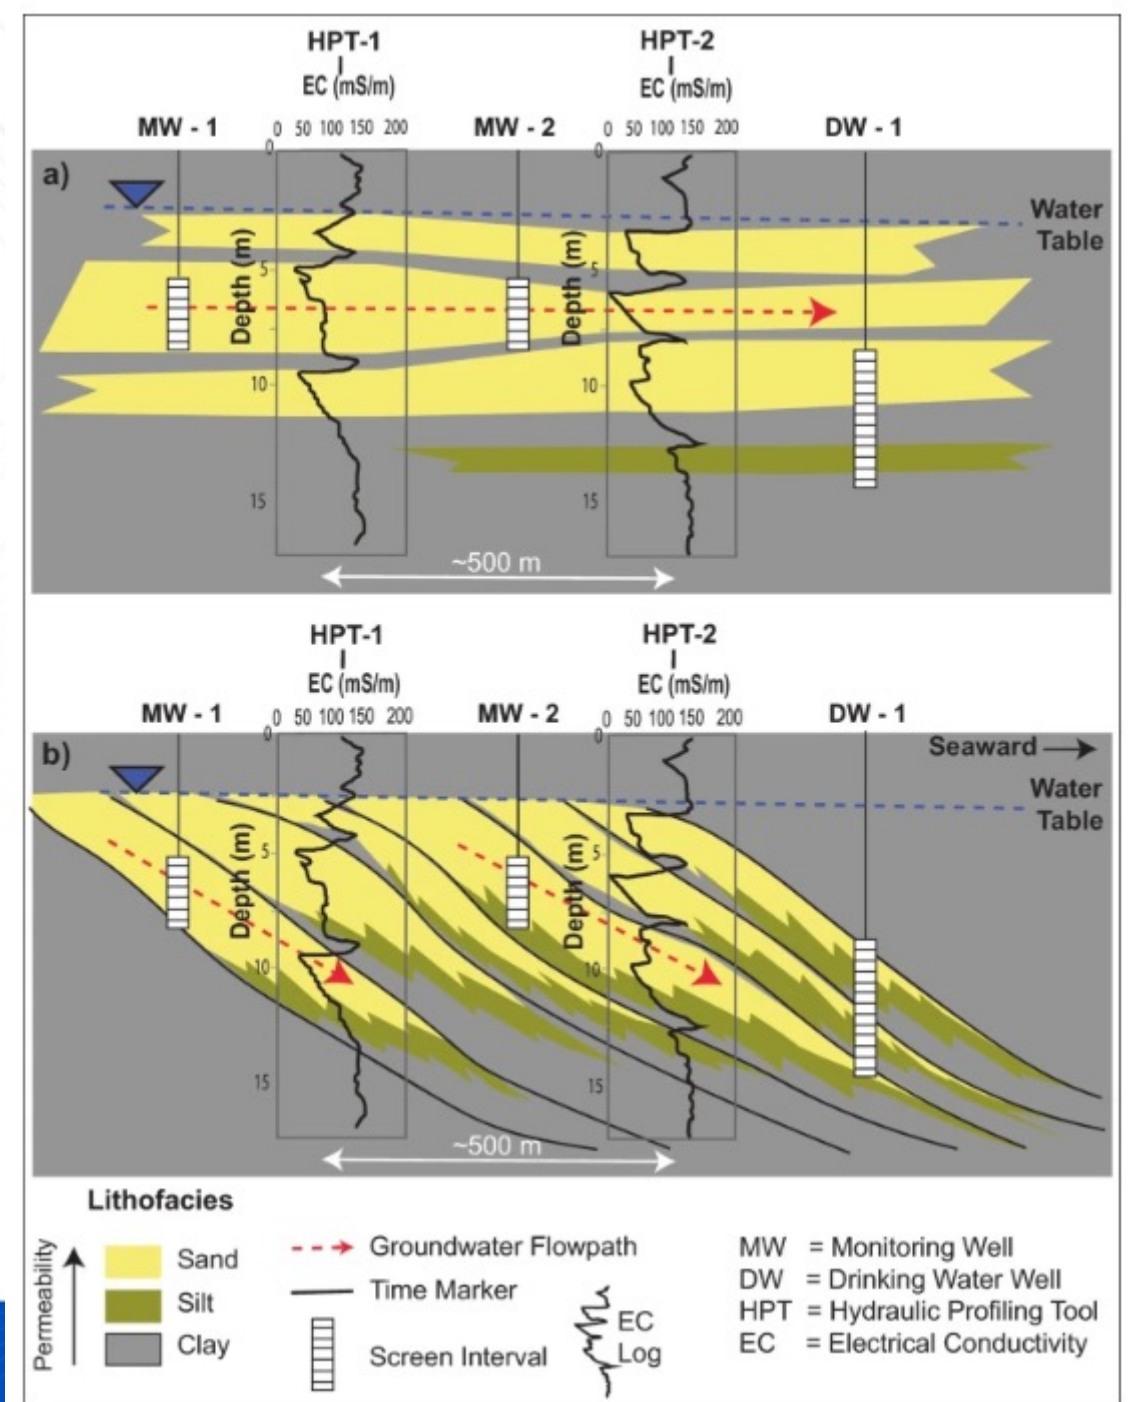 HPT-1
HPT-2
EC (mS/m)
EC (mS/m)
MW - 1
0 50 100 150 200
MW - 2
0 50 100 150 200
DW - 1
a)
0
0
Water
Table
Depth (m)
Depth (m)
5
5
10
10
15
15
~500 m
HPT-1
HPT-2
EC (mS/m)
EC (mS/m)
MW - 1
0 50 100 150 200
MW - 2
0 50 100 150 200
DW - 1
b)
0
0
Seaward
Water
Table
Depth (m)
Depth (m)
5
5
10
10
15
15
~500 m
Lithofacies
Permeability
Sand
Silt
Clay
Groundwater Flowpath
Time Marker
Screen Interval
EC
Log
MW = Monitoring Well
DW = Drinking Water Well
HPT = Hydraulic Profiling Tool
EC = Electrical Conductivity